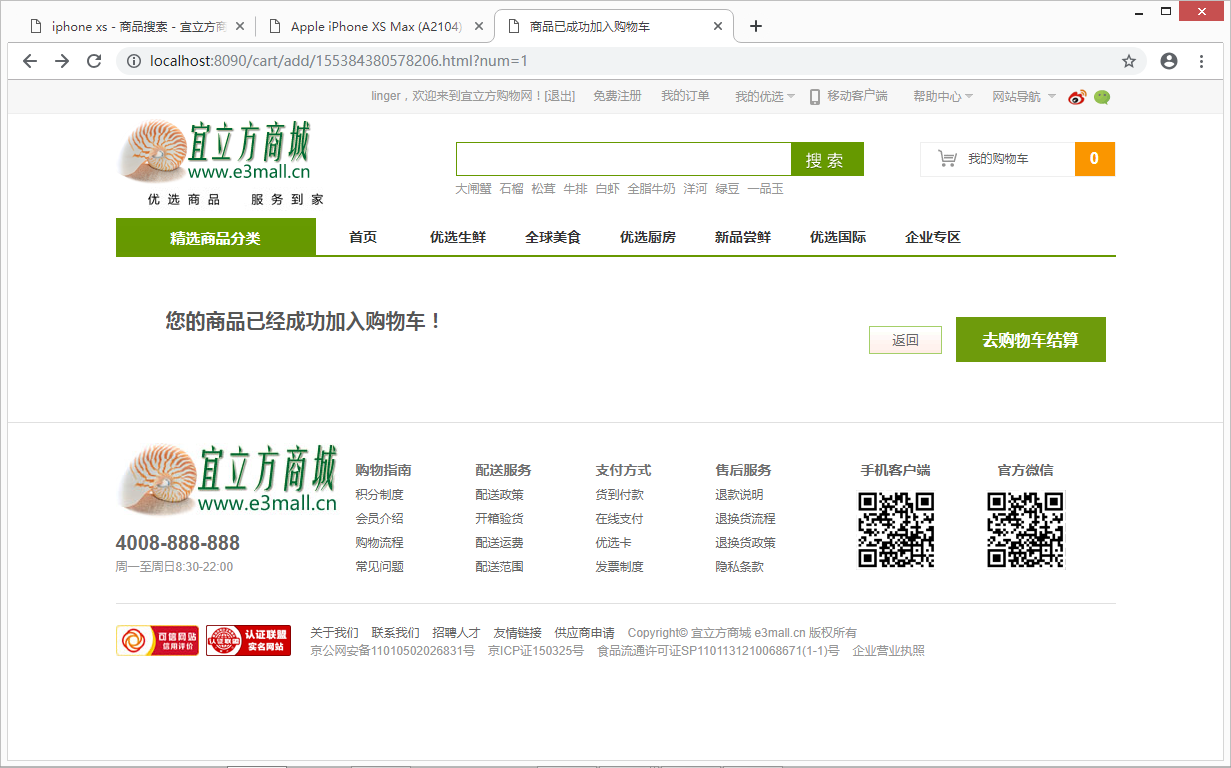 iphone xs - 商品搜索 - 宜立方商
Apple iPhone XS Max (A2104)
商品已成功加入购物车
localhost:8090/cart/add/155384380578206.html?num=1
linger，欢迎来到宜立方购物网！[退出] 免费注册 我的订单 我的优选 移动客户端 帮助中心 网站导航
宜立方商城
www.e3mall.cn
优选商品 服务到家
搜 索
大闸蟹 石榴 松茸 牛排 白虾 全脂牛奶 洋河 绿豆 一品玉
我的购物车 0
精选商品分类 首页 优选生鲜 全球美食 优选厨房 新品尝鲜 优选国际 企业专区
您的商品已经成功加入购物车！
返回 去购物车结算
宜立方商城
www.e3mall.cn
4008-888-888
周一至周日8:30-22:00
购物指南
积分制度
会员介绍
购物流程
常见问题
配送服务
配送政策
开箱验货
配送运费
配送范围
支付方式
货到付款
在线支付
优选卡
发票制度
售后服务
退款说明
退换货流程
退换货政策
隐私条款
手机客户端
官方微信
可信网站
信用评价
认证联盟
实名网站
关于我们 联系我们 招聘人才 友情链接 供应商申请 Copyright© 宜立方商城 e3mall.cn 版权所有
京公网安备11010502026831号 京ICP证150325号 食品流通许可证SP1101131210068671(1-1)号 企业营业执照